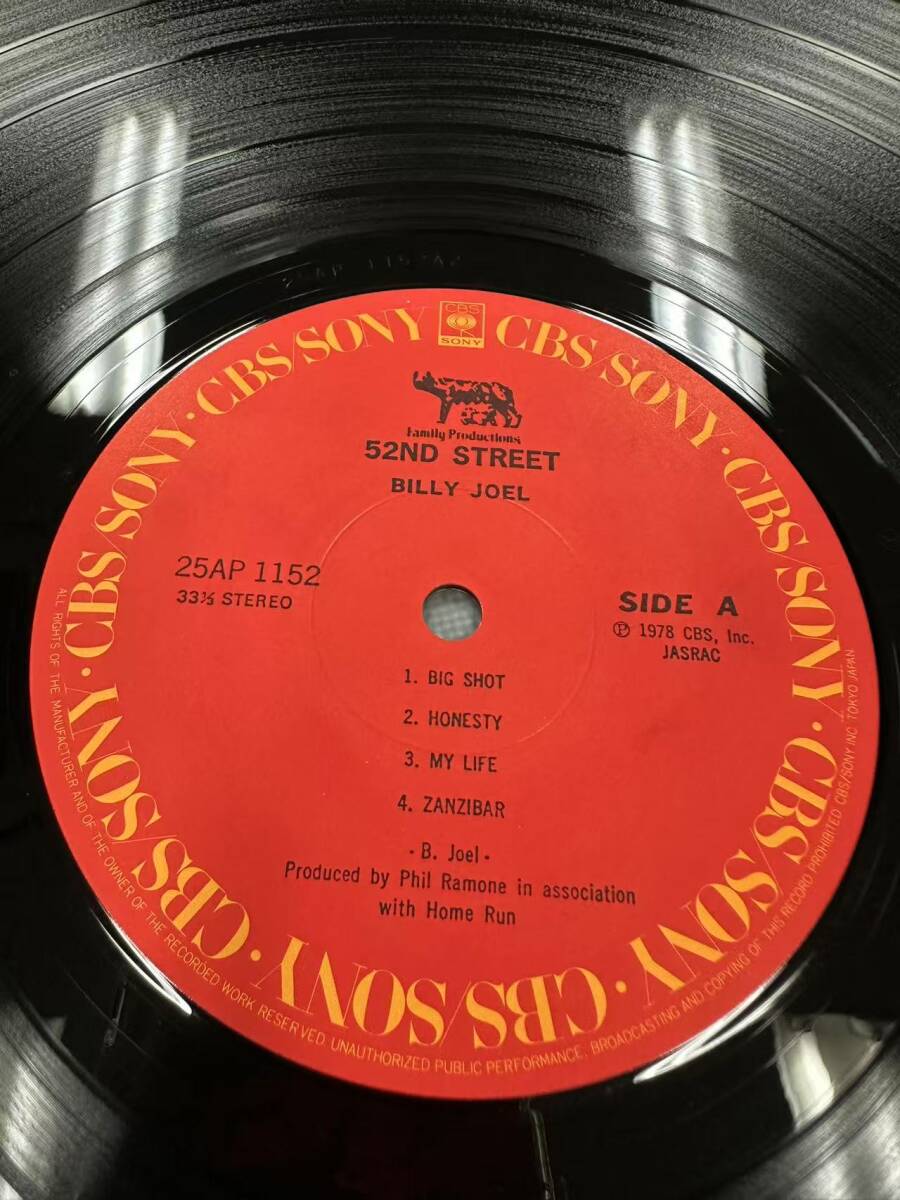 25AP 1152A2
CBS
SONY
CBS/SONY · CBS/SONY · CBS/SONY · CBS/SONY · CBS/SONY · CBS/SONY · CBS/SONY · CBS/SONY
Family Productions
52ND STREET
BILLY JOEL
25AP 1152
33⅓ STEREO
SIDE A
Ⓟ 1978 CBS, Inc.
JASRAC
1. BIG SHOT
2. HONESTY
3. MY LIFE
4. ZANZIBAR
- B. Joel -
Produced by Phil Ramone in association
with Home Run
ALL RIGHTS OF THE MANUFACTURER AND OF THE OWNER OF THE RECORDED WORK RESERVED UNAUTHORIZED PUBLIC PERFORMANCE, BROADCASTING AND COPYING OF THIS RECORD PROHIBITED CBS/SONY INC TOKYO JAPAN